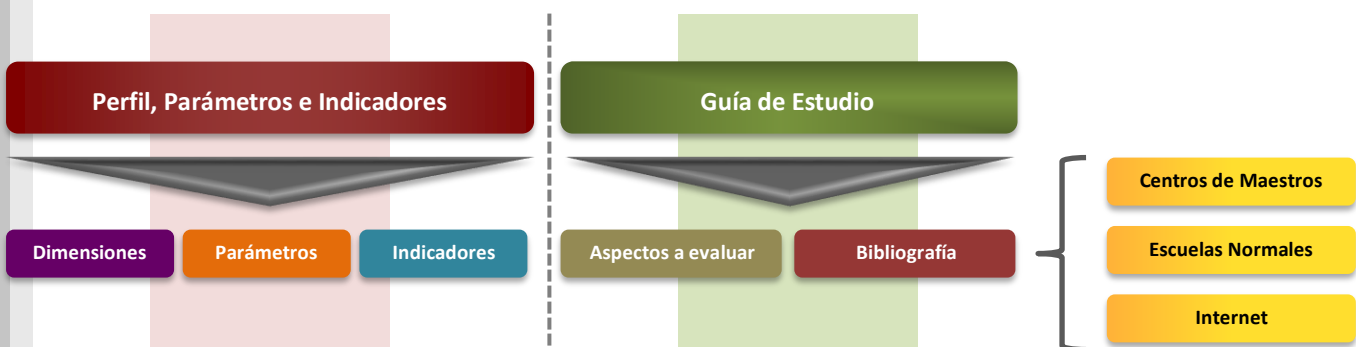 Perfil, Parámetros e Indicadores
Guía de Estudio
Dimensiones
Parámetros
Indicadores
Aspectos a evaluar
Bibliografía
Centros de Maestros
Escuelas Normales
Internet